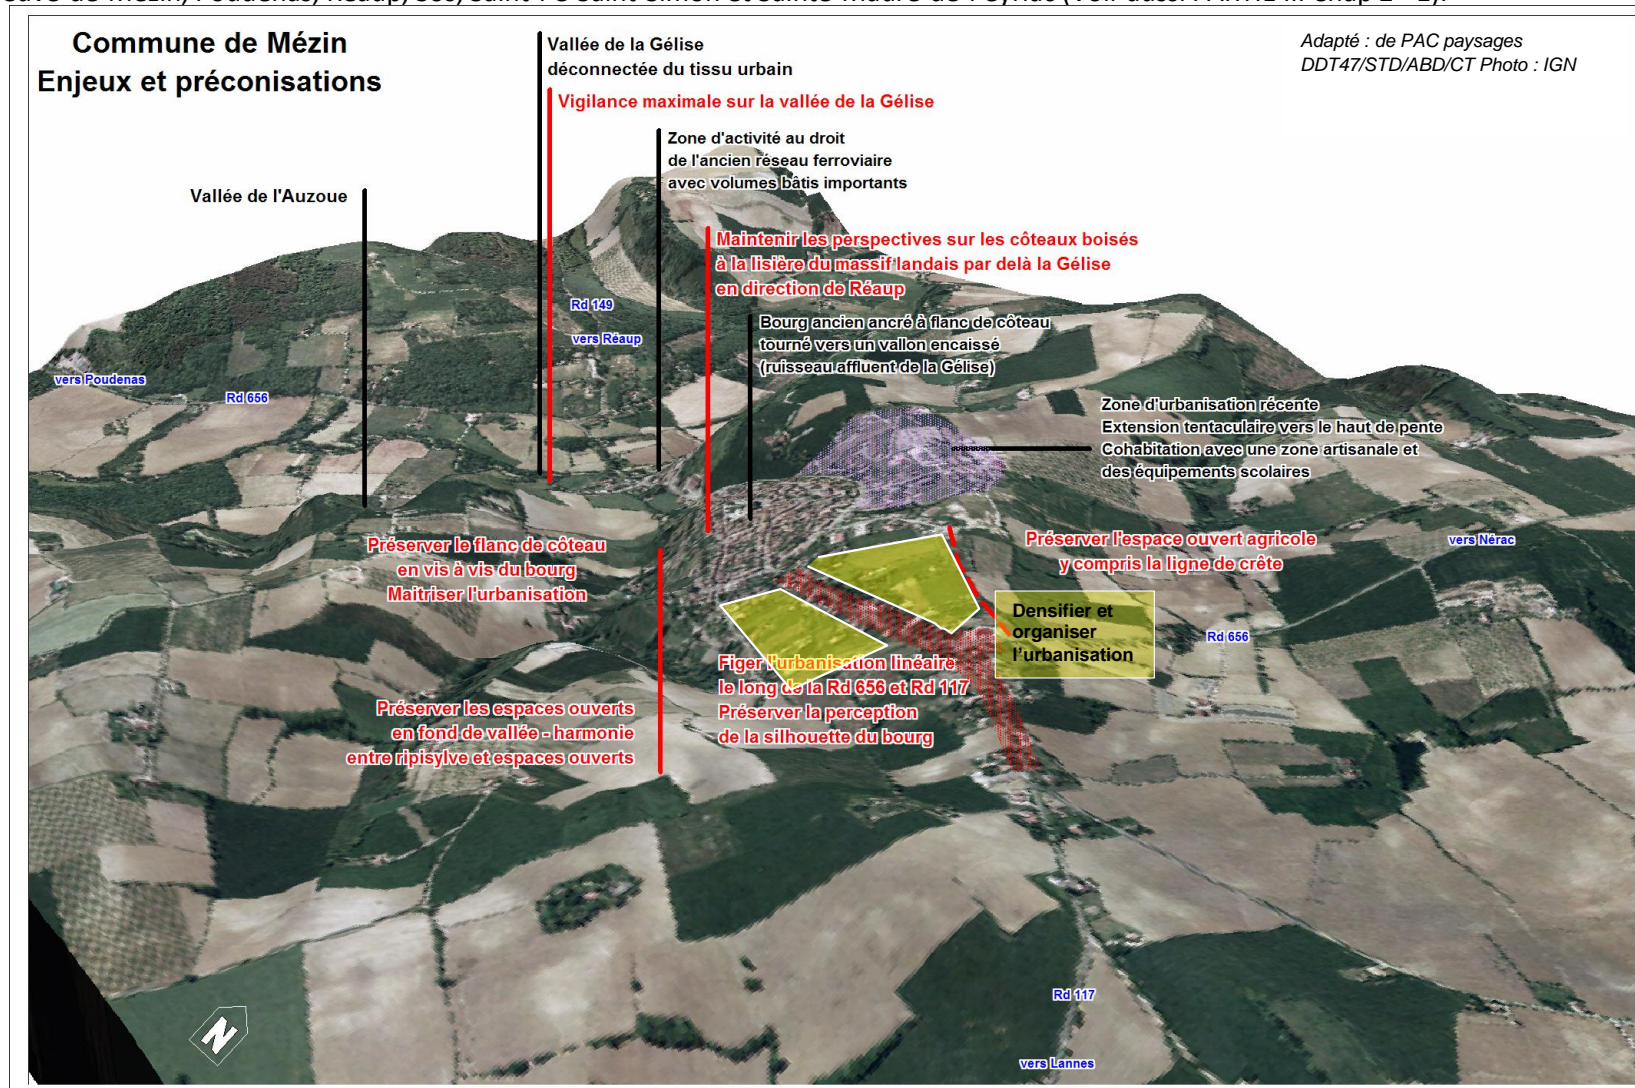 Commune de Mézin
Enjeux et préconisations
Vallée de la Gélise
déconnectée du tissu urbain
Vigilance maximale sur la vallée de la Gélise
Adapté : de PAC paysages
DDT47/STD/ABD/CT Photo : IGN
Zone d'activité au droit
de l'ancien réseau ferroviaire
avec volumes bâtis importants
Vallée de l'Auzoue
Maintenir les perspectives sur les côteaux boisés
à la lisière du massif landais par delà la Gélise
en direction de Réaup
Rd 149
vers Réaup
Bourg ancien ancré à flanc de côteau
tourné vers un vallon encaissé
(ruisseau affluent de la Gélise)
vers Poudenas
Rd 656
Zone d'urbanisation récente
Extension tentaculaire vers le haut de pente
Cohabitation avec une zone artisanale et
des équipements scolaires
Préserver le flanc de côteau
en vis à vis du bourg
Maitriser l'urbanisation
Préserver l'espace ouvert agricole
y compris la ligne de crête
vers Nérac
Densifier et
organiser
l'urbanisation
Rd 656
Figer l'urbanisation linéaire
le long de la Rd 656 et Rd 117
Préserver la perception
de la silhouette du bourg
Préserver les espaces ouverts
en fond de vallée - harmonie
entre ripisylve et espaces ouverts
N
Rd 117
vers Lannes